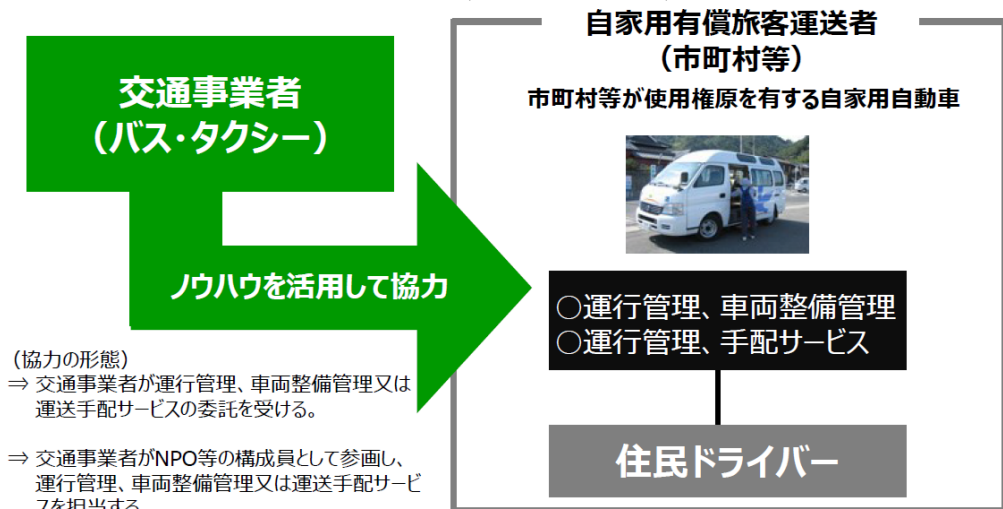 交通事業者
（バス・タクシー）
ノウハウを活用して協力
（協力の形態）
⇒ 交通事業者が運行管理、車両整備管理又は
運送手配サービスの委託を受ける。
⇒ 交通事業者がNPO等の構成員として参画し、
運行管理、車両整備管理又は運送手配サービ
スを担当する
自家用有償旅客運送者
（市町村等）
市町村等が使用権原を有する自家用自動車
○運行管理、車両整備管理
○運行管理、手配サービス
住民ドライバー